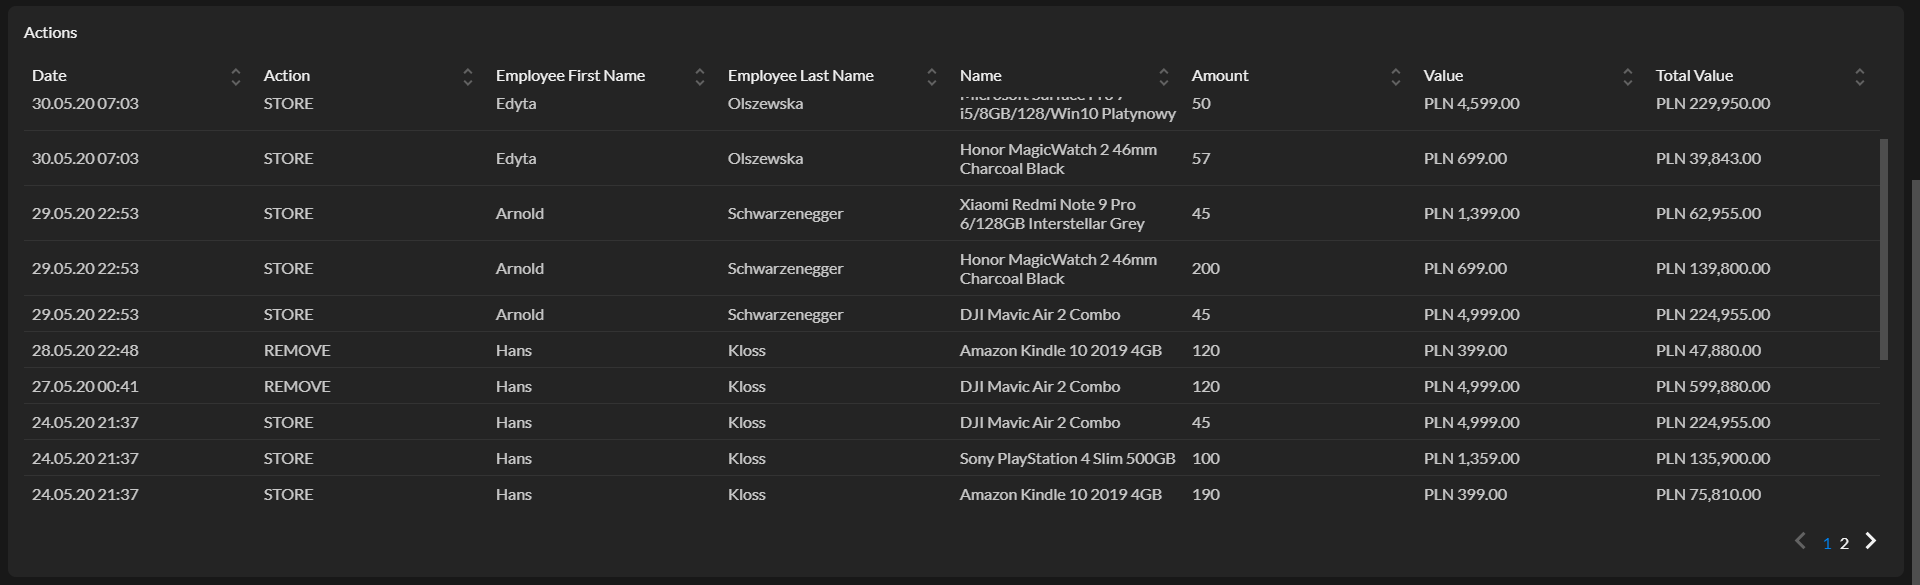 Actions
Date Action Employee First Name Employee Last Name Name Amount Value Total Value
30.05.20 07:03 STORE Edyta Olszewska Microsoft Surface Pro 7 50 PLN 4,599.00 PLN 229,950.00
i5/8GB/128/Win10 Platynowy
30.05.20 07:03 STORE Edyta Olszewska Honor MagicWatch 2 46mm 57 PLN 699.00 PLN 39,843.00
Charcoal Black
29.05.20 22:53 STORE Arnold Schwarzenegger Xiaomi Redmi Note 9 Pro 45 PLN 1,399.00 PLN 62,955.00
6/128GB Interstellar Grey
29.05.20 22:53 STORE Arnold Schwarzenegger Honor MagicWatch 2 46mm 200 PLN 699.00 PLN 139,800.00
Charcoal Black
29.05.20 22:53 STORE Arnold Schwarzenegger DJI Mavic Air 2 Combo 45 PLN 4,999.00 PLN 224,955.00
28.05.20 22:48 REMOVE Hans Kloss Amazon Kindle 10 2019 4GB 120 PLN 399.00 PLN 47,880.00
27.05.20 00:41 REMOVE Hans Kloss DJI Mavic Air 2 Combo 120 PLN 4,999.00 PLN 599,880.00
24.05.20 21:37 STORE Hans Kloss DJI Mavic Air 2 Combo 45 PLN 4,999.00 PLN 224,955.00
24.05.20 21:37 STORE Hans Kloss Sony PlayStation 4 Slim 500GB 100 PLN 1,359.00 PLN 135,900.00
24.05.20 21:37 STORE Hans Kloss Amazon Kindle 10 2019 4GB 190 PLN 399.00 PLN 75,810.00
1 2